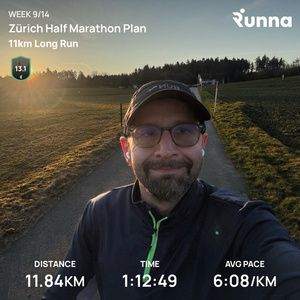 WEEK 9/14
Runna
Zürich Half Marathon Plan
11km Long Run
13.1
DISTANCE
TIME
AVG PACE
11.84KM
1:12:49
6:08/KM